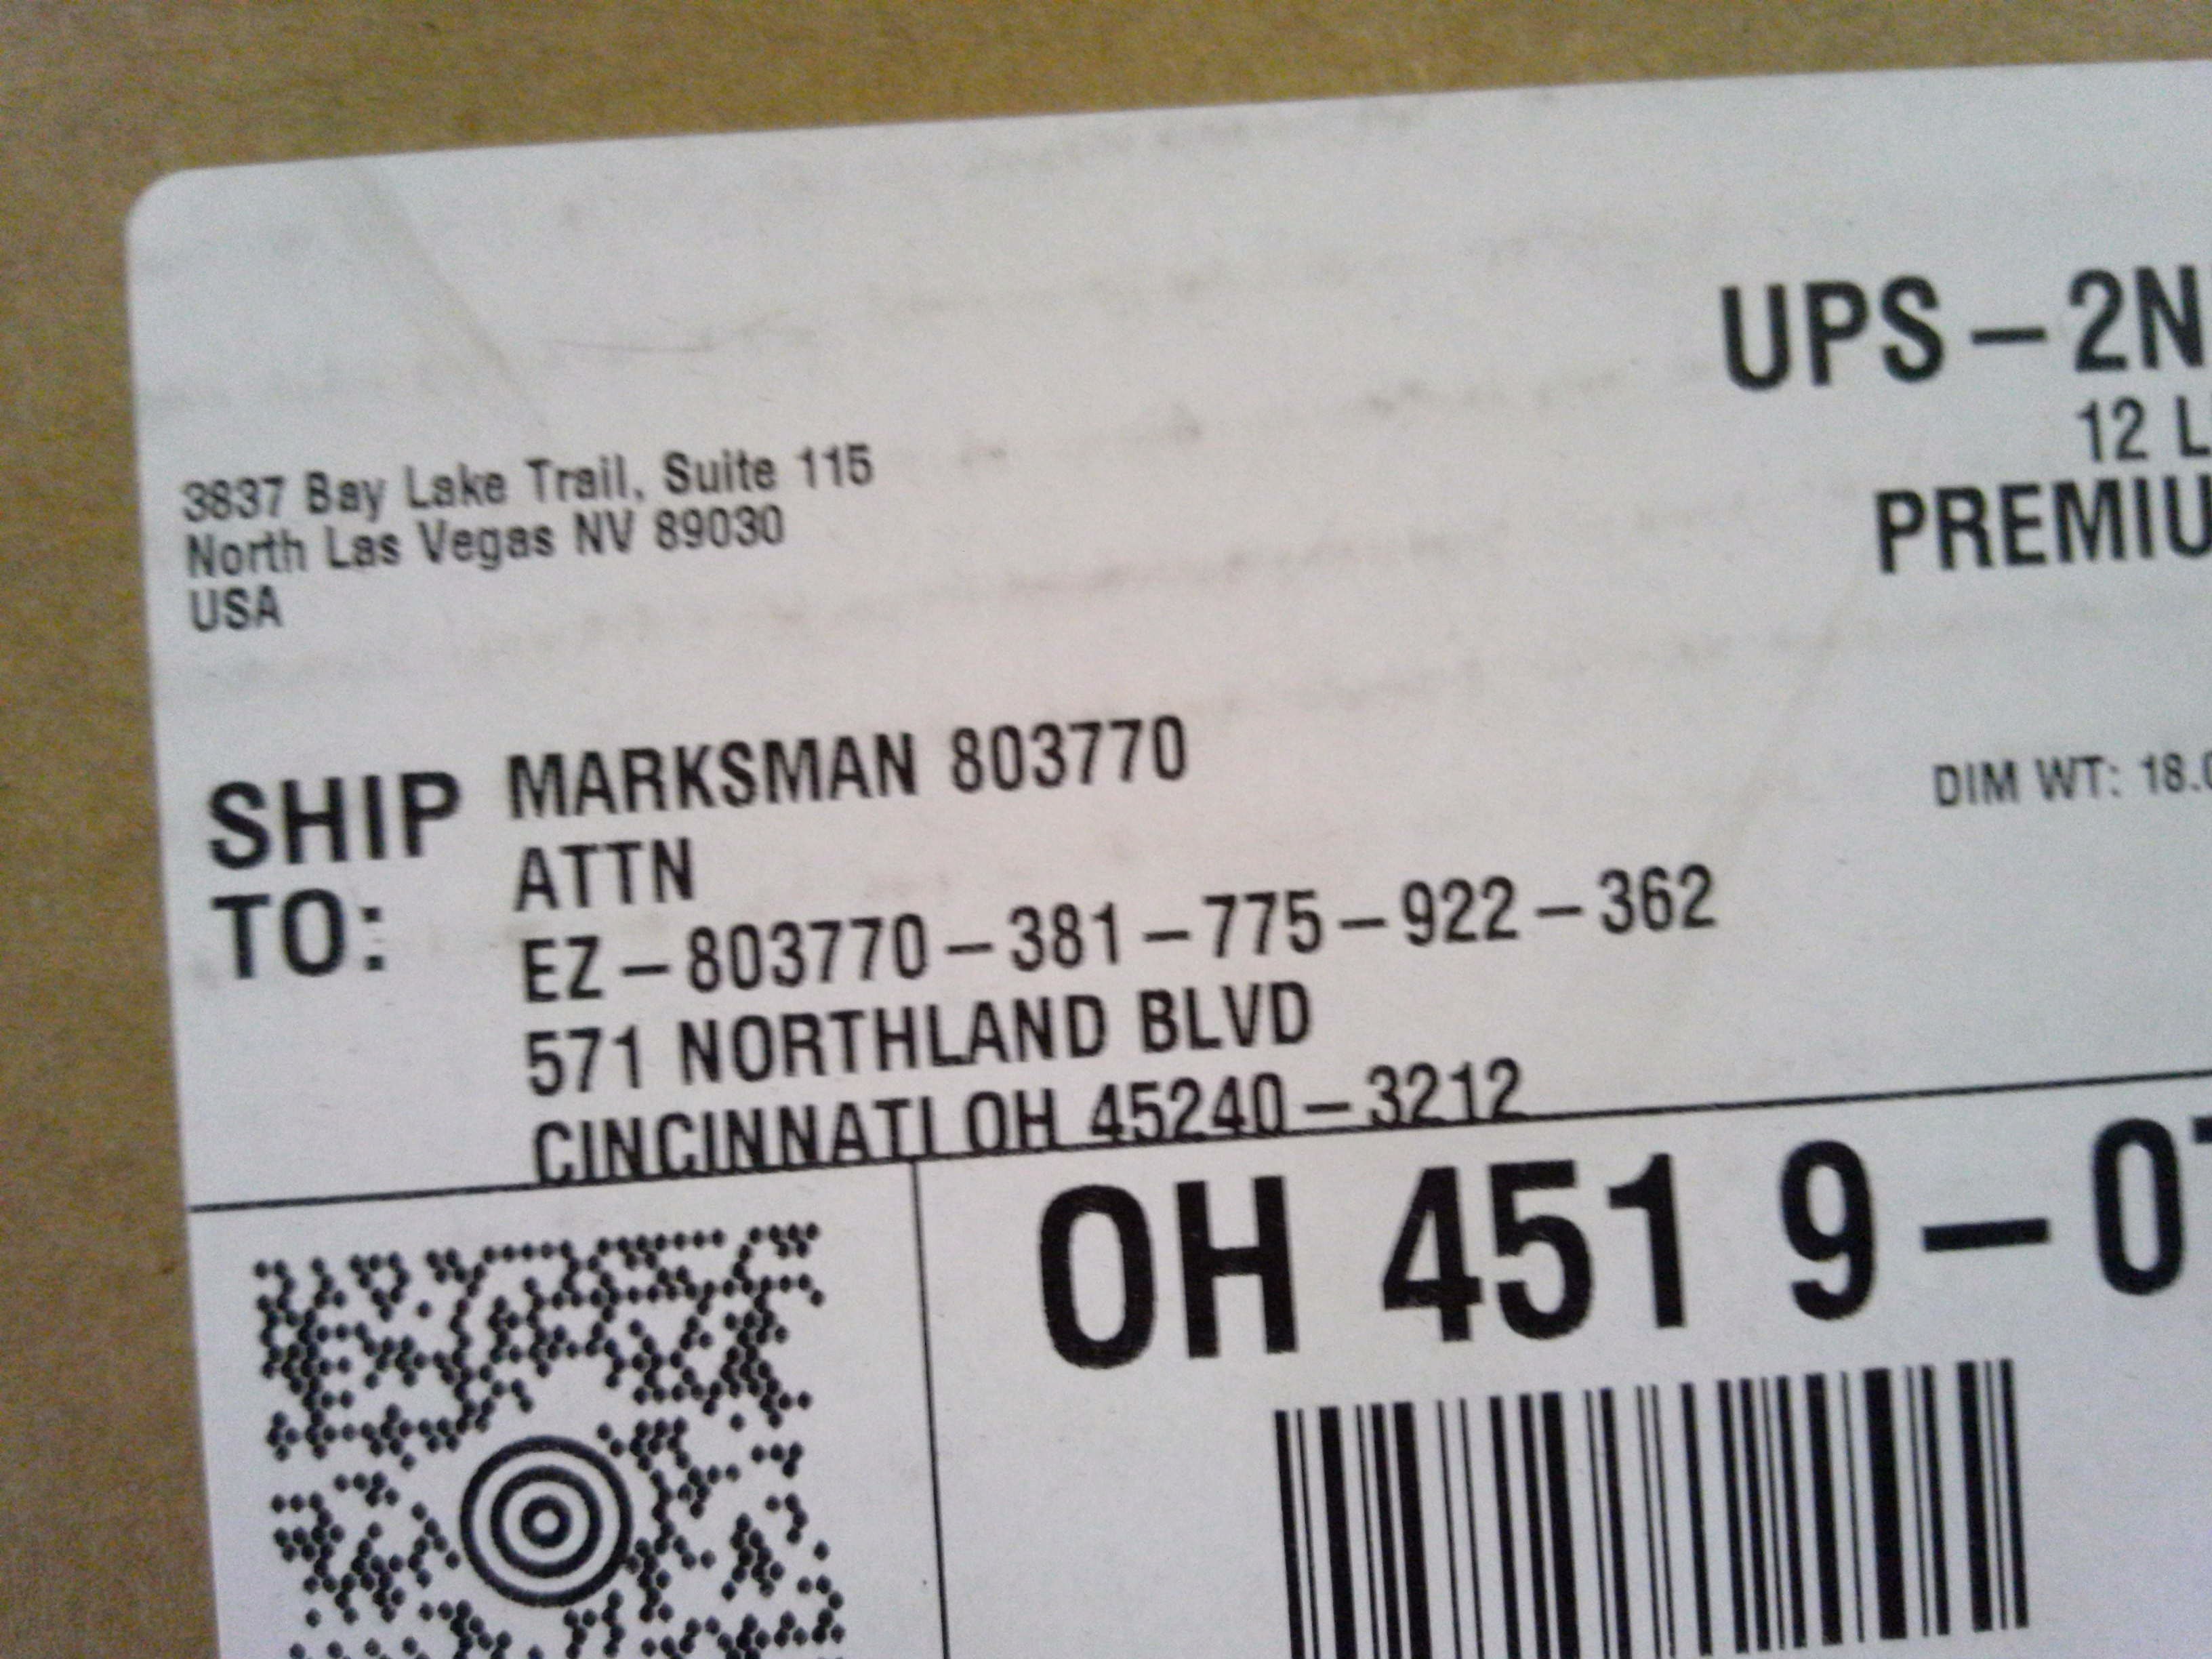 3837 Bay Lake Trail, Suite 115
North Las Vegas NV 89030
USA
UPS – 2N
12 L
PREMIU
DIM WT: 18.0
SHIP TO:
MARKSMAN 803770
ATTN
EZ – 803770 – 381 – 775 – 922 – 362
571 NORTHLAND BLVD
CINCINNATI OH 45240 – 3212
OH 451 9 – 0